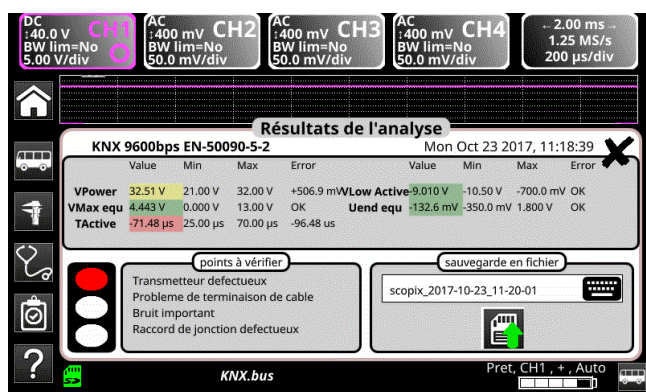 DC
↕40.0 V CH1
BW lim=No
5.00 V/div
AC
↕400 mV CH2
BW lim=No
50.0 mV/div
AC
↕400 mV CH3
BW lim=No
50.0 mV/div
AC
↕400 mV CH4
BW lim=No
50.0 mV/div
←2.00 ms→
1.25 MS/s
200 µs/div
Résultats de l'analyse
KNX 9600bps EN-50090-5-2 Mon Oct 23 2017, 11:18:39
Value Min Max Error Value Min Max Error
VPower 32.51 V 21.00 V 32.00 V +506.9 mV VLow Active -9.010 V -10.50 V -700.0 mV OK
VMax equ 4.443 V 0.000 V 13.00 V OK Uend equ -132.6 mV -350.0 mV 1.800 V OK
TActive -71.48 µs 25.00 µs 70.00 µs -96.48 us
points à vérifier
Transmetteur defectueux
Probleme de terminaison de cable
Bruit important
Raccord de jonction defectueux
sauvegarde en fichier
scopix_2017-10-23_11-20-01
KNX.bus
Pret, CH1 , + , Auto